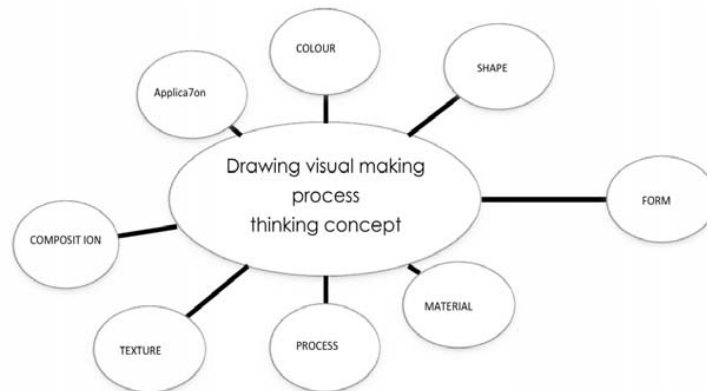 COLOUR
SHAPE
Applica7on
Drawing visual making
process
thinking concept
FORM
COMPOSIT ION
MATERIAL
TEXTURE
PROCESS